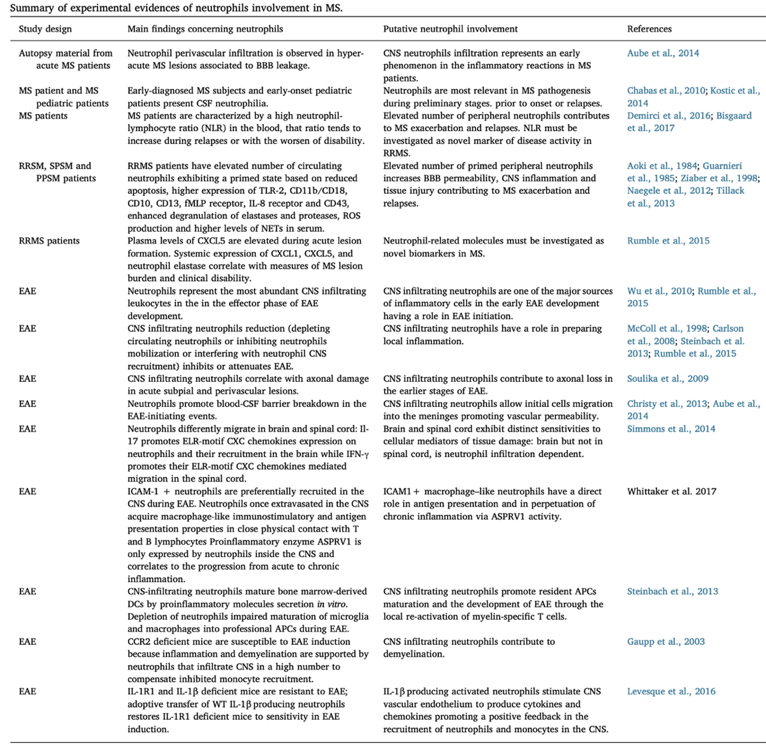 Summary of experimental evidences of neutrophils involvement in MS.
Study design
Main findings concerning neutrophils
Putative neutrophil involvement
References
Autopsy material from
acute MS patients
Neutrophil perivascular infiltration is observed in hyper-
acute MS lesions associated to BBB leakage.
CNS neutrophils infiltration represents an early
phenomenon in the inflammatory reactions in MS
patients.
Aube et al., 2014
MS patient and MS
pediatric patients
Early-diagnosed MS subjects and early-onset pediatric
patients present CSF neutrophilia.
Neutrophils are most relevant in MS pathogenesis
during preliminary stages. prior to onset or relapses.
Chabas et al., 2010; Kostic et al.,
2014
MS patients
MS patients are characterized by a high neutrophil-
lymphocyte ratio (NLR) in the blood, that ratio tends to
increase during relapses or with the worsen of disability.
Elevated number of peripheral neutrophils contributes
to MS exacerbation and relapses. NLR must be
investigated as novel marker of disease activity in
RRMS.
Demirci et al., 2016; Bisgaard
et al., 2017
RRSM, SPSM and
PPSM patients
RRMS patients have elevated number of circulating
neutrophils exhibiting a primed state based on reduced
apoptosis, higher expression of TLR-2, CD11b/CD18,
CD10, CD13, fMLP receptor, IL-8 receptor and CD43,
enhanced degranulation of elastases and proteases, ROS
production and higher levels of NETs in serum.
Elevated number of primed peripheral neutrophils
increases BBB permeability, CNS inflammation and
tissue injury contributing to MS exacerbation and
relapses.
Aoki et al., 1984; Guarnieri
et al., 1985; Ziaber et al., 1998;
Naegele et al., 2012; Tillack
et al., 2013
RRMS patients
Plasma levels of CXCL5 are elevated during acute lesion
formation. Systemic expression of CXCL1, CXCL5, and
neutrophil elastase correlate with measures of MS lesion
burden and clinical disability.
Neutrophil-related molecules must be investigated as
novel biomarkers in MS.
Rumble et al., 2015
EAE
Neutrophils represent the most abundant CNS infiltrating
leukocytes in the in the effector phase of EAE
development.
CNS infiltrating neutrophils are one of the major sources
of inflammatory cells in the early EAE development
having a role in EAE initiation.
Wu et al., 2010; Rumble et al.,
2015
EAE
CNS infiltrating neutrophils reduction (depleting
circulating neutrophils or inhibiting neutrophils
mobilization or interfering with neutrophil CNS
recruitment) inhibits or attenuates EAE.
CNS infiltrating neutrophils have a role in preparing
local inflammation.
McColl et al., 1998; Carlson
et al., 2008; Steinbach et al.
2013; Rumble et al., 2015
EAE
CNS infiltrating neutrophils correlate with axonal damage
in acute subpial and perivascular lesions.
CNS infiltrating neutrophils contribute to axonal loss in
the earlier stages of EAE.
Soulika et al., 2009
EAE
Neutrophils promote blood-CSF barrier breakdown in the
EAE-initiating events.
CNS infiltrating neutrophils allow initial cells migration
into the meninges promoting vascular permeability.
Christy et al., 2013; Aube et al.,
2014
EAE
Neutrophils differently migrate in brain and spinal cord: Il-
17 promotes ELR-motif CXC chemokines expression on
neutrophils and their recruitment in the brain while IFN-γ
promotes their ELR-motif CXC chemokines mediated
migration in the spinal cord.
Brain and spinal cord exhibit distinct sensitivities to
cellular mediators of tissue damage: brain but not in
spinal cord, is neutrophil infiltration dependent.
Simmons et al., 2014
EAE
ICAM-1 + neutrophils are preferentially recruited in the
CNS during EAE. Neutrophils once extravasated in the CNS
acquire macrophage-like immunostimulatory and antigen
presentation properties in close physical contact with T
and B lymphocytes Proinflammatory enzyme ASPRV1 is
only expressed by neutrophils inside the CNS and
correlates to the progression from acute to chronic
inflammation.
ICAM1+ macrophage–like neutrophils have a direct
role in antigen presentation and in perpetuation of
chronic inflammation via ASPRV1 activity.
Whittaker et al. 2017
EAE
CNS-infiltrating neutrophils mature bone marrow-derived
DCs by proinflammatory molecules secretion in vitro.
Depletion of neutrophils impaired maturation of microglia
and macrophages into professional APCs during EAE.
CNS infiltrating neutrophils promote resident APCs
maturation and the development of EAE through the
local re-activation of myelin-specific T cells.
Steinbach et al., 2013
EAE
CCR2 deficient mice are susceptible to EAE induction
because inflammation and demyelination are supported by
neutrophils that infiltrate CNS in a high number to
compensate inhibited monocyte recruitment.
CNS infiltrating neutrophils contribute to
demyelination.
Gaupp et al., 2003
EAE
IL-1R1 and IL-1β deficient mice are resistant to EAE;
adoptive transfer of WT IL-1β producing neutrophils
restores IL-1R1 deficient mice to sensitivity in EAE
induction.
IL-1β producing activated neutrophils stimulate CNS
vascular endothelium to produce cytokines and
chemokines promoting a positive feedback in the
recruitment of neutrophils and monocytes in the CNS.
Levesque et al., 2016